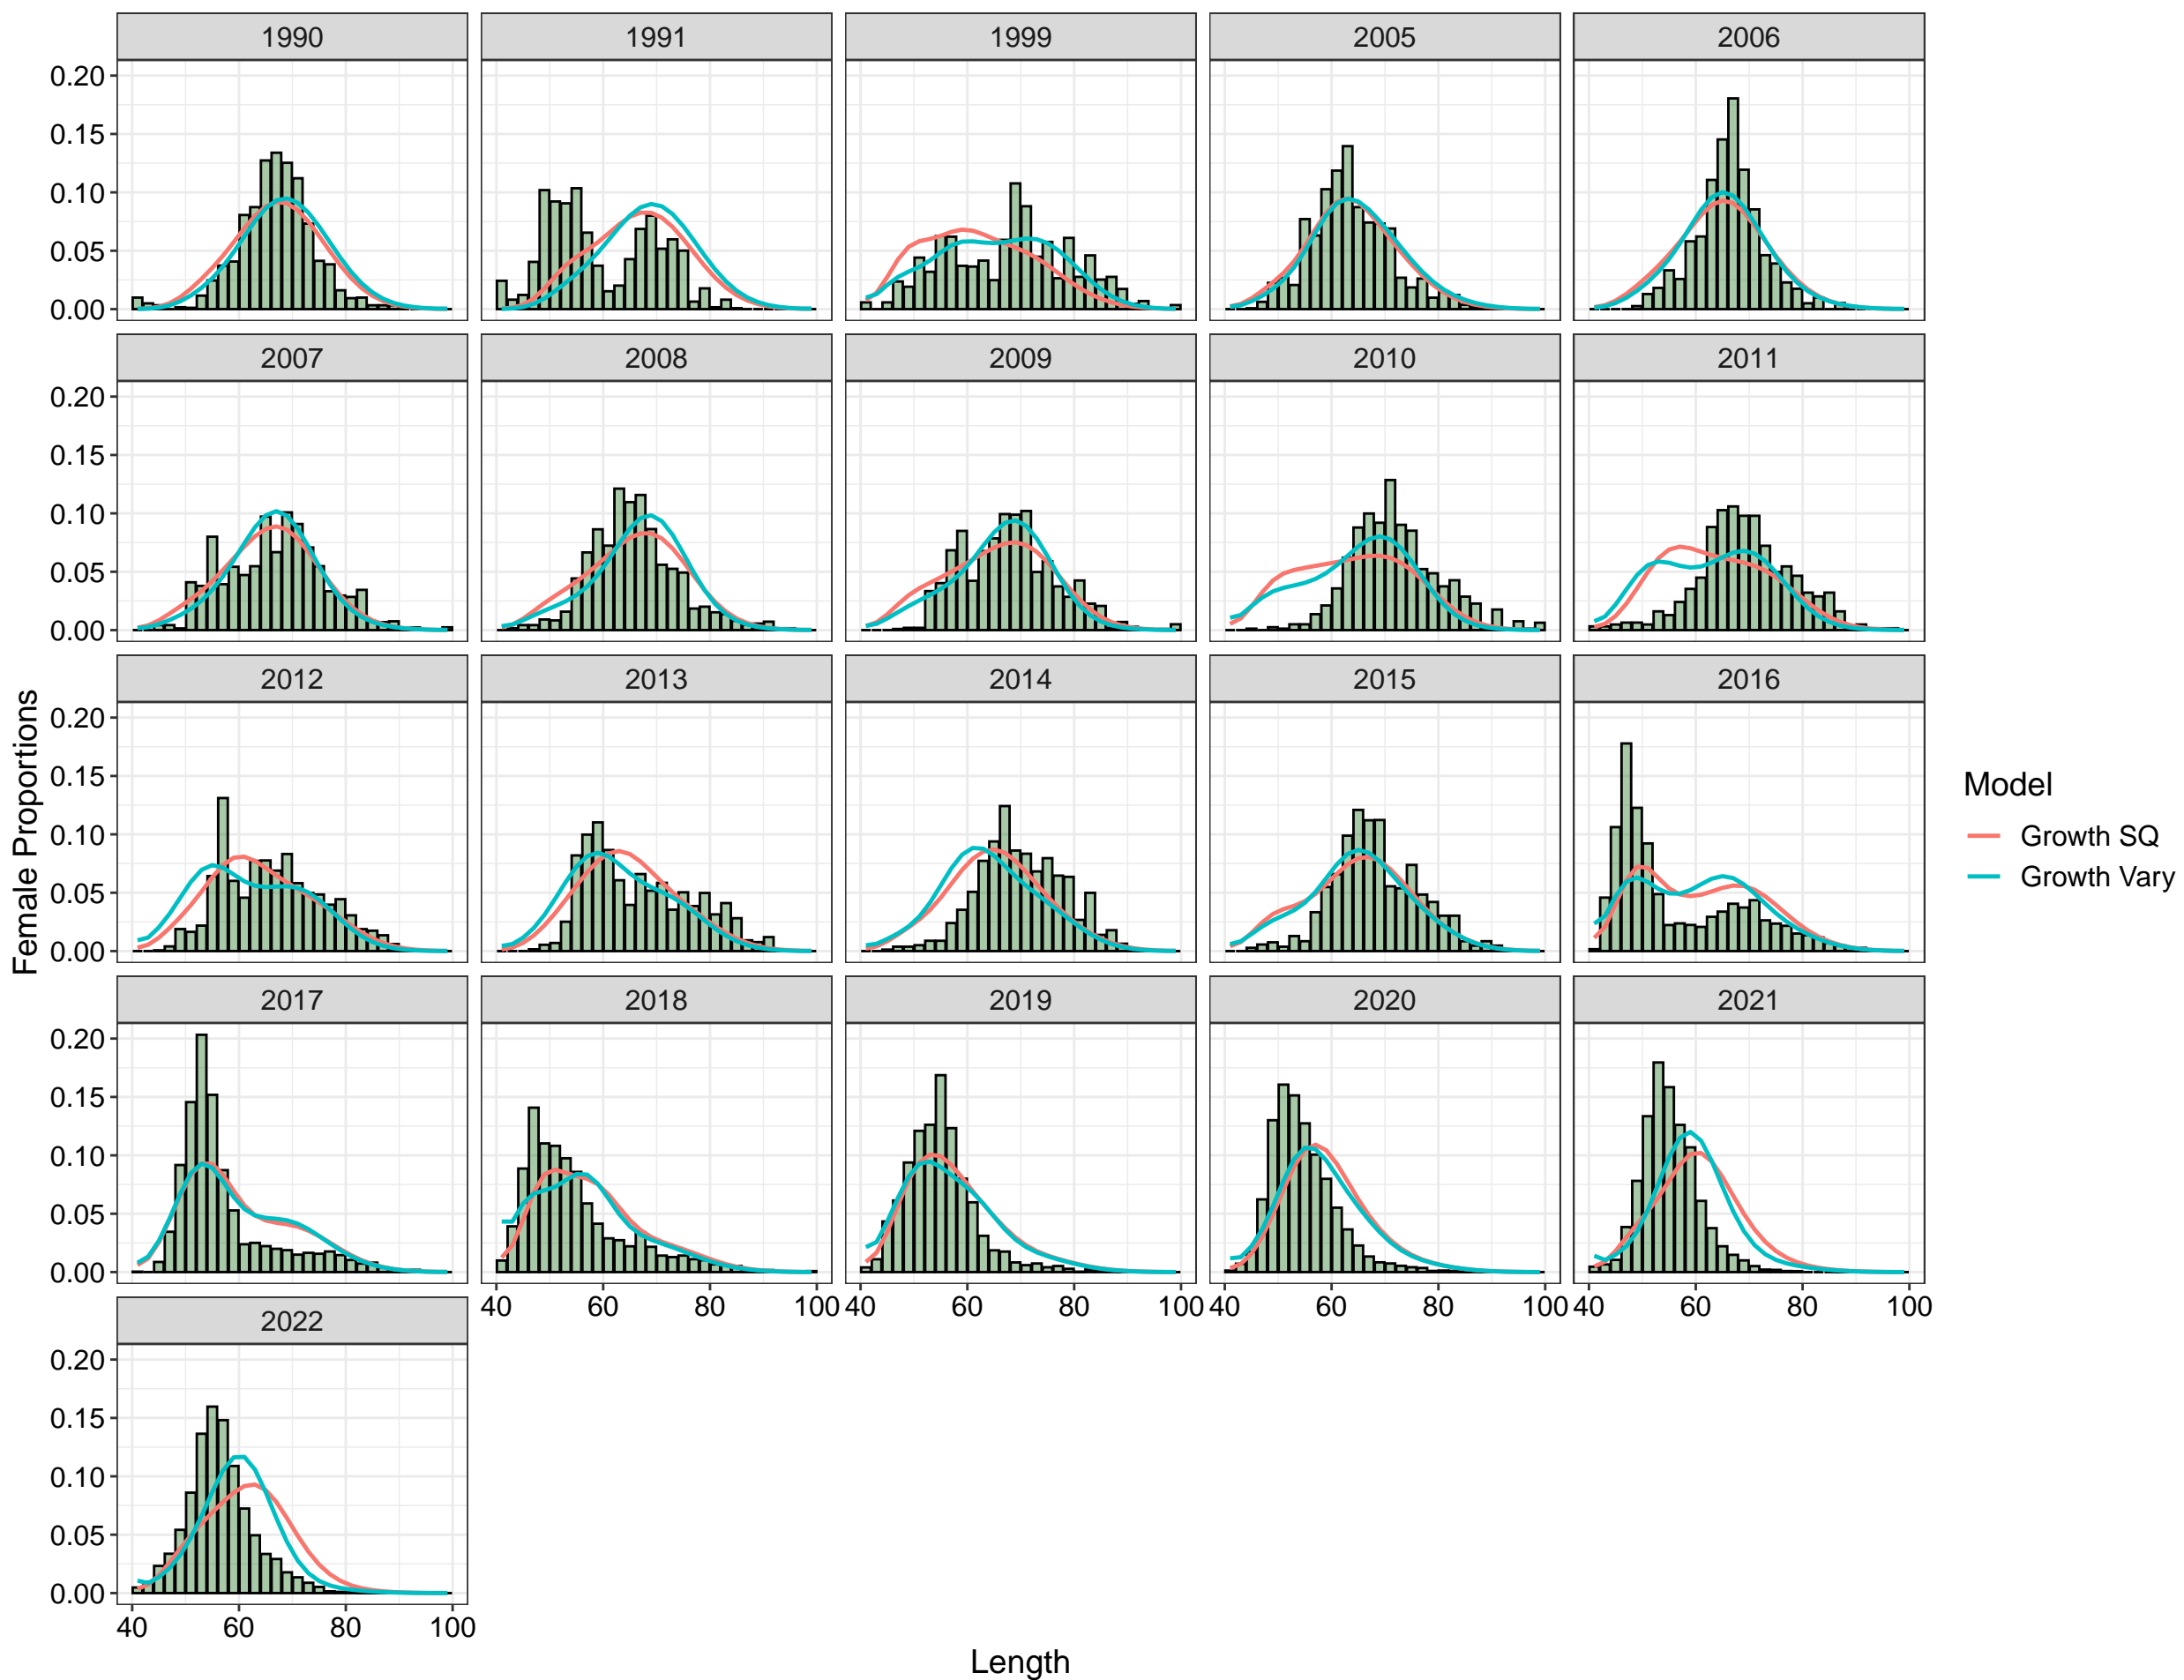 1990 1991 1999 2005 2006
0.20
0.15
0.10
0.05
0.00
2007 2008 2009 2010 2011
0.20
0.15
0.10
0.05
0.00
2012 2013 2014 2015 2016
0.20
0.15
0.10
0.05
0.00
2017 2018 2019 2020 2021
0.20
0.15
0.10
0.05
0.00
40 60 80 100 40 60 80 100 40 60 80 100 40 60 80 100
2022
0.20
0.15
0.10
0.05
0.00
40 60 80 100
Length
Female Proportions
Model
Growth SQ
Growth Vary